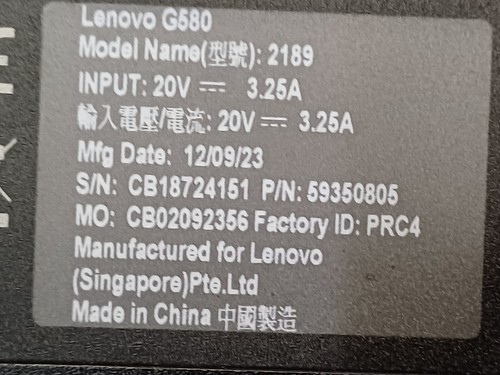 Lenovo G580
Model Name(型號): 2189
INPUT: 20V ⎓ 3.25A
輸入電壓/電流: 20V ⎓ 3.25A
Mfg Date: 12/09/23
S/N: CB18724151 P/N: 59350805
MO: CB02092356 Factory ID: PRC4
Manufactured for Lenovo
(Singapore)Pte.Ltd
Made in China 中國製造